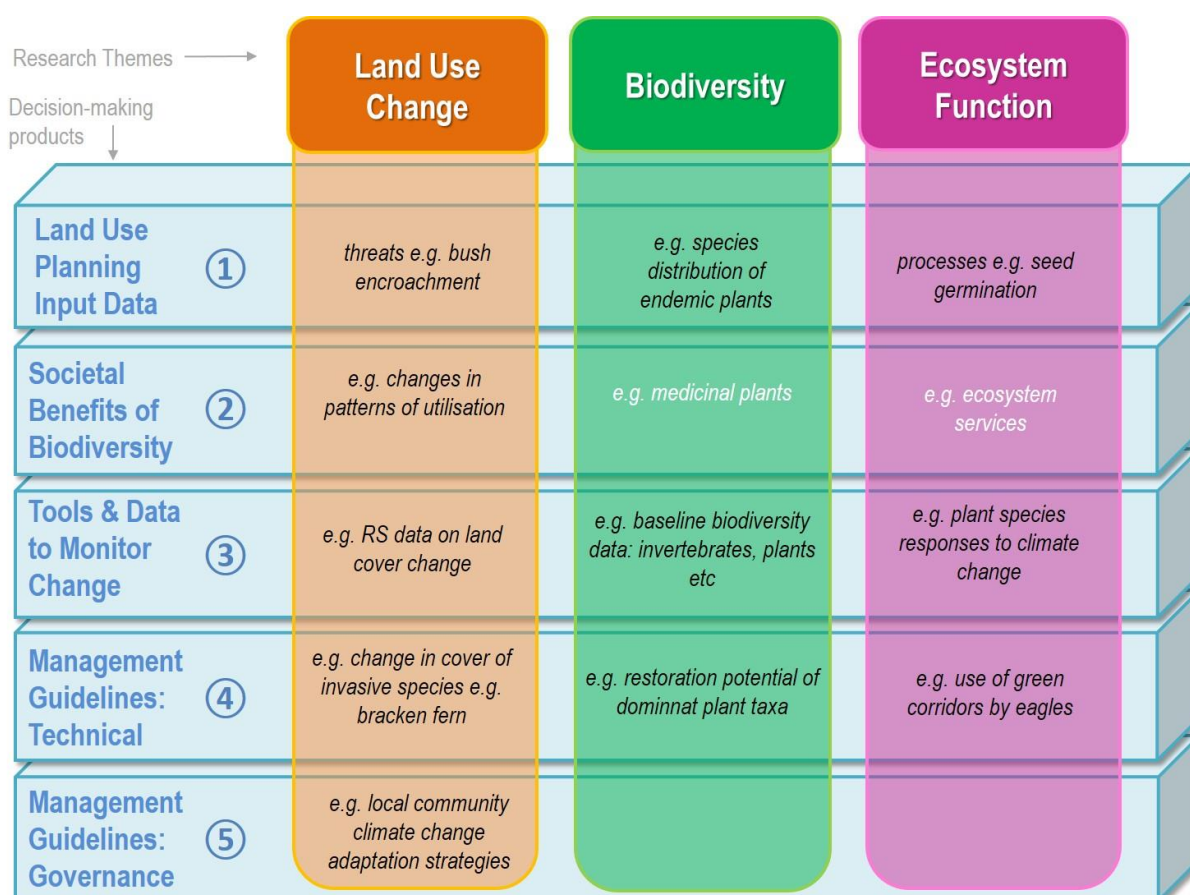 Research Themes
Decision-making
products
Land Use
Change
Biodiversity
Ecosystem
Function
Land Use
Planning
Input Data
①
threats e.g. bush
encroachment
e.g. species
distribution of
endemic plants
processes e.g. seed
germination
Societal
Benefits of
Biodiversity
②
e.g. changes in
patterns of utilisation
e.g. medicinal plants
e.g. ecosystem
services
Tools & Data
to Monitor
Change
③
e.g. RS data on land
cover change
e.g. baseline biodiversity
data: invertebrates, plants
etc
e.g. plant species
responses to climate
change
Management
Guidelines:
Technical
④
e.g. change in cover of
invasive species e.g.
bracken fern
e.g. restoration potential of
dominnat plant taxa
e.g. use of green
corridors by eagles
Management
Guidelines:
Governance
⑤
e.g. local community
climate change
adaptation strategies